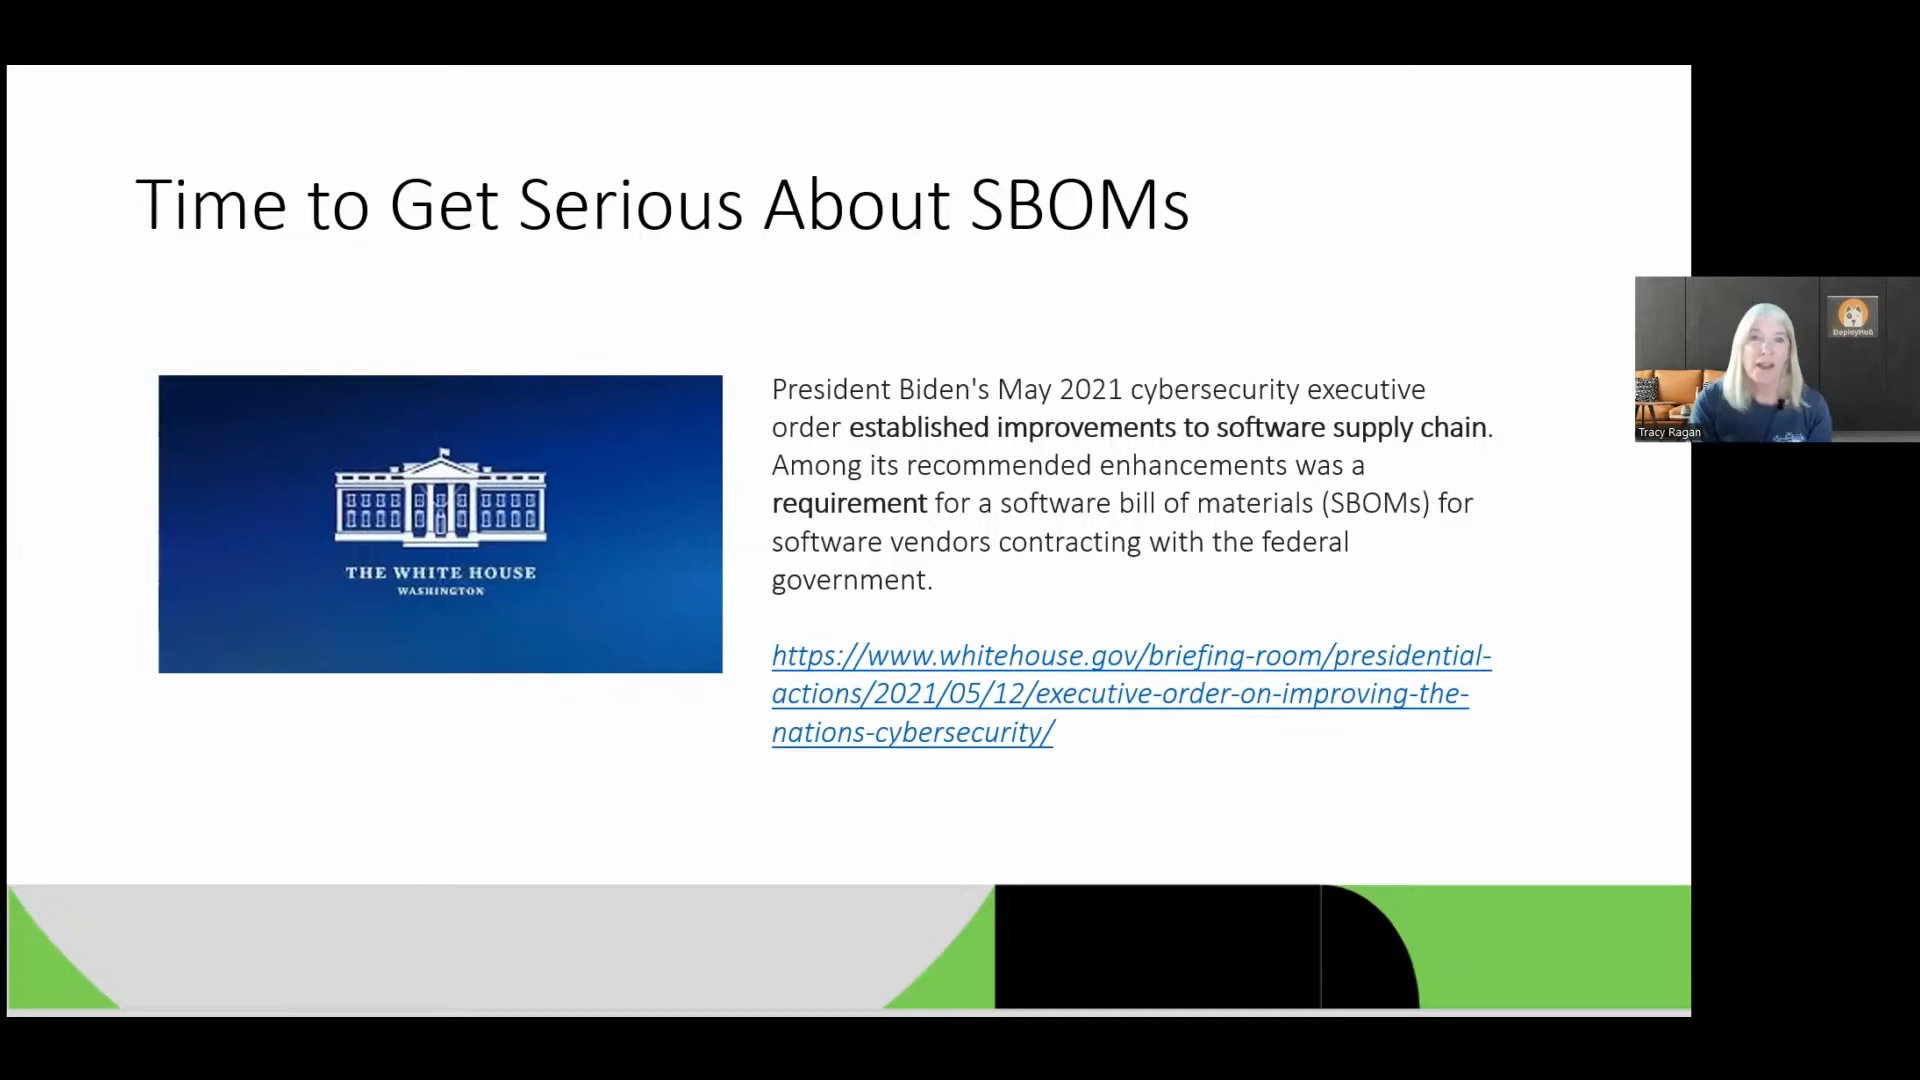 Time to Get Serious About SBOMs
THE WHITE HOUSE
WASHINGTON
President Biden's May 2021 cybersecurity executive
order established improvements to software supply chain.
Among its recommended enhancements was a
requirement for a software bill of materials (SBOMs) for
software vendors contracting with the federal
government.
https://www.whitehouse.gov/briefing-room/presidential-
actions/2021/05/12/executive-order-on-improving-the-
nations-cybersecurity/
DeployHub
Tracy Ragan